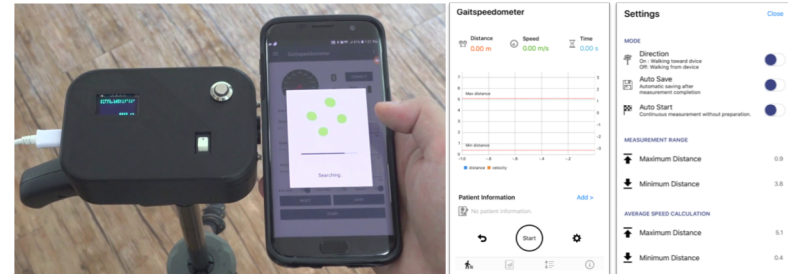 Gaitspeedometer
Searching...
Gaitspeedometer
Distance
0.00 m
Speed
0.00 m/s
Time
0.00 s
Max distance
Min distance
distance velocity
Patient Information
Add >
No patient information
Start
Settings
Close
MODE
Direction
On : Walking toward dvice
Off: Walking from device
Auto Save
Automatic saving after
measurement completion
Auto Start
Continuous measurement without preparation.
MEASUREMENT RANGE
Maximum Distance 0.9
Minimum Distance 3.8
AVERAGE SPEED CALCULATION
Maximum Distance 5.1
Minimum Distance 0.4